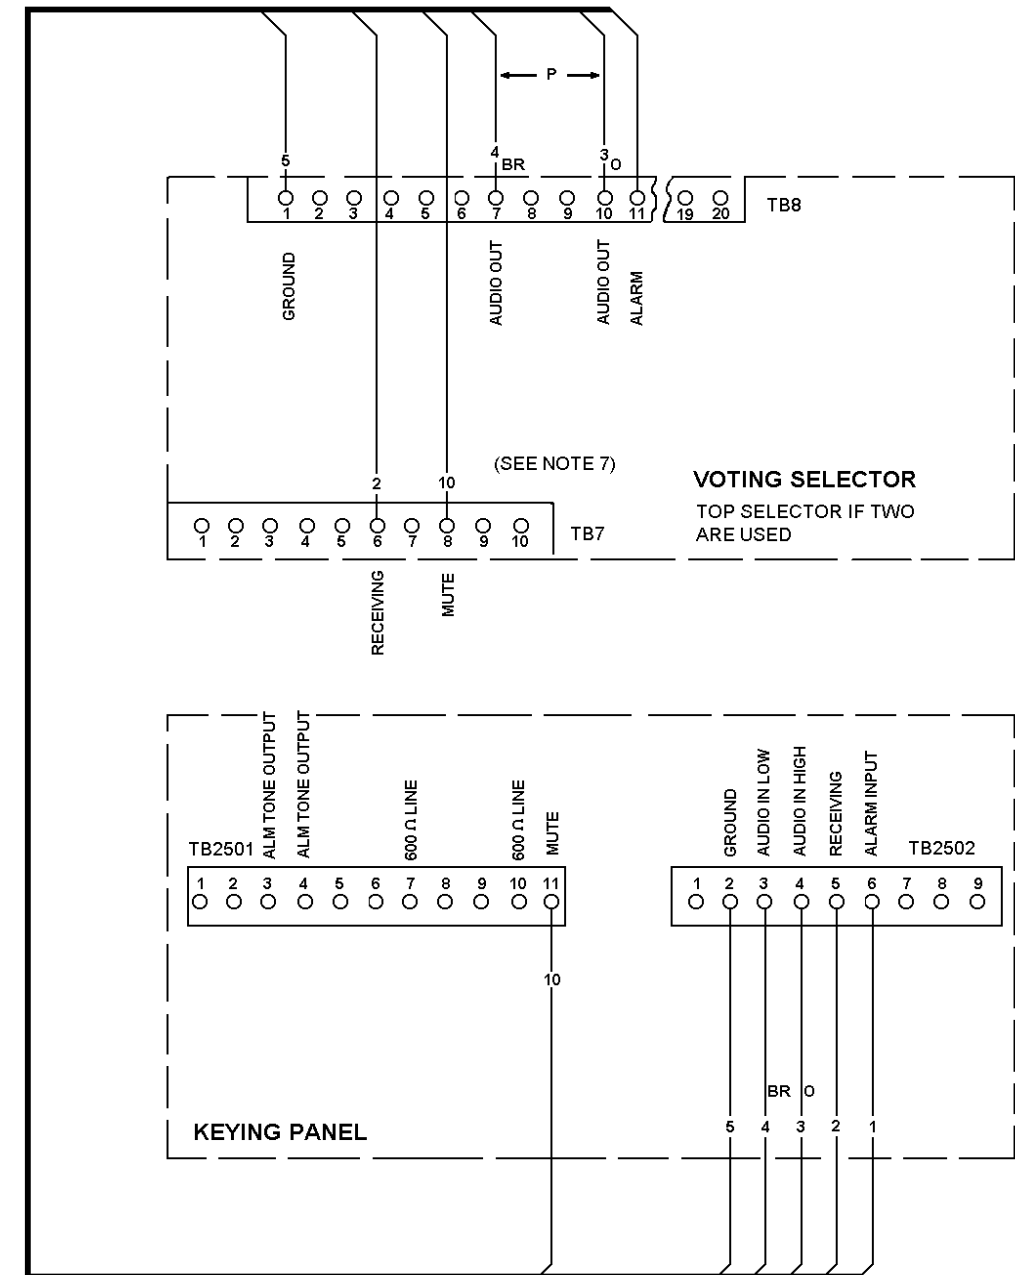 P
5
4
BR
3
O
1 2 3 4 5 6 7 8 9 10 11 19 20
TB8
GROUND
AUDIO OUT
AUDIO OUT
ALARM
(SEE NOTE 7)
VOTING SELECTOR
TOP SELECTOR IF TWO
ARE USED
2
10
1 2 3 4 5 6 7 8 9 10
TB7
RECEIVING
MUTE
ALM TONE OUTPUT
ALM TONE OUTPUT
600 Ω LINE
600 Ω LINE
MUTE
GROUND
AUDIO IN LOW
AUDIO IN HIGH
RECEIVING
ALARM INPUT
TB2501
TB2502
1 2 3 4 5 6 7 8 9 10 11
1 2 3 4 5 6 7 8 9
10
BR O
5 4 3 2 1
KEYING PANEL